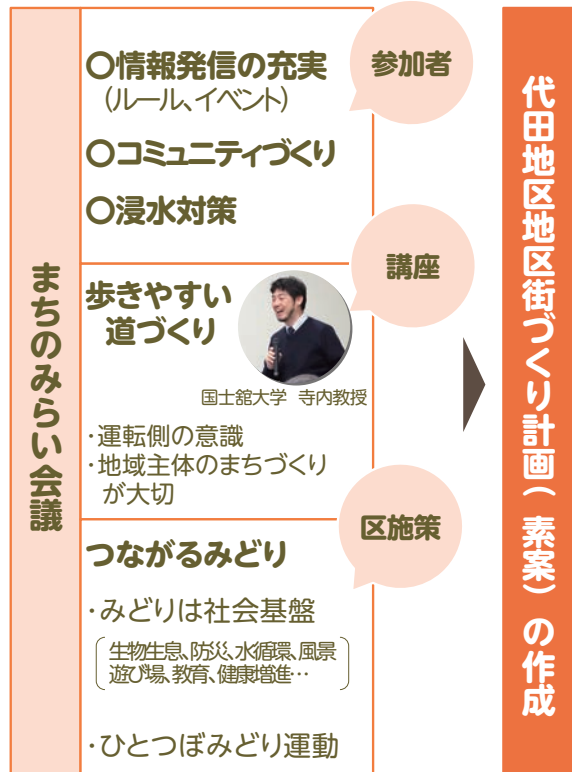 まちのみらい会議
参加者
〇情報発信の充実
(ルール、イベント)
〇コミュニティづくり
〇浸水対策
講座
歩きやすい
道づくり
国士舘大学 寺内教授
・運転側の意識
・地域主体のまちづくり
が大切
区施策
つながるみどり
・みどりは社会基盤
生物生息、防災、水循環、風景
遊び場、教育、健康増進…
・ひとつぼみどり運動
代田地区地区街づくり計画(素案)の作成